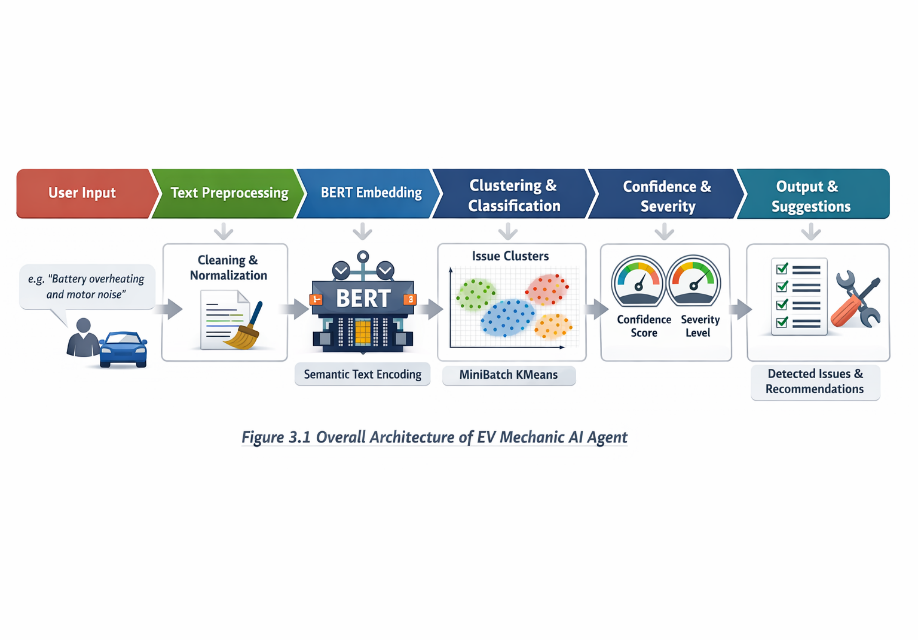 User Input
Text Preprocessing
BERT Embedding
Clustering &
Classification
Confidence &
Severity
Output &
Suggestions
e.g. "Battery overheating
and motor noise"
Cleaning &
Normalization
BERT
3
Semantic Text Encoding
Issue Clusters
MiniBatch KMeans
Confidence
Score
Severity
Level
Detected Issues &
Recommendations
Figure 3.1 Overall Architecture of EV Mechanic AI Agent